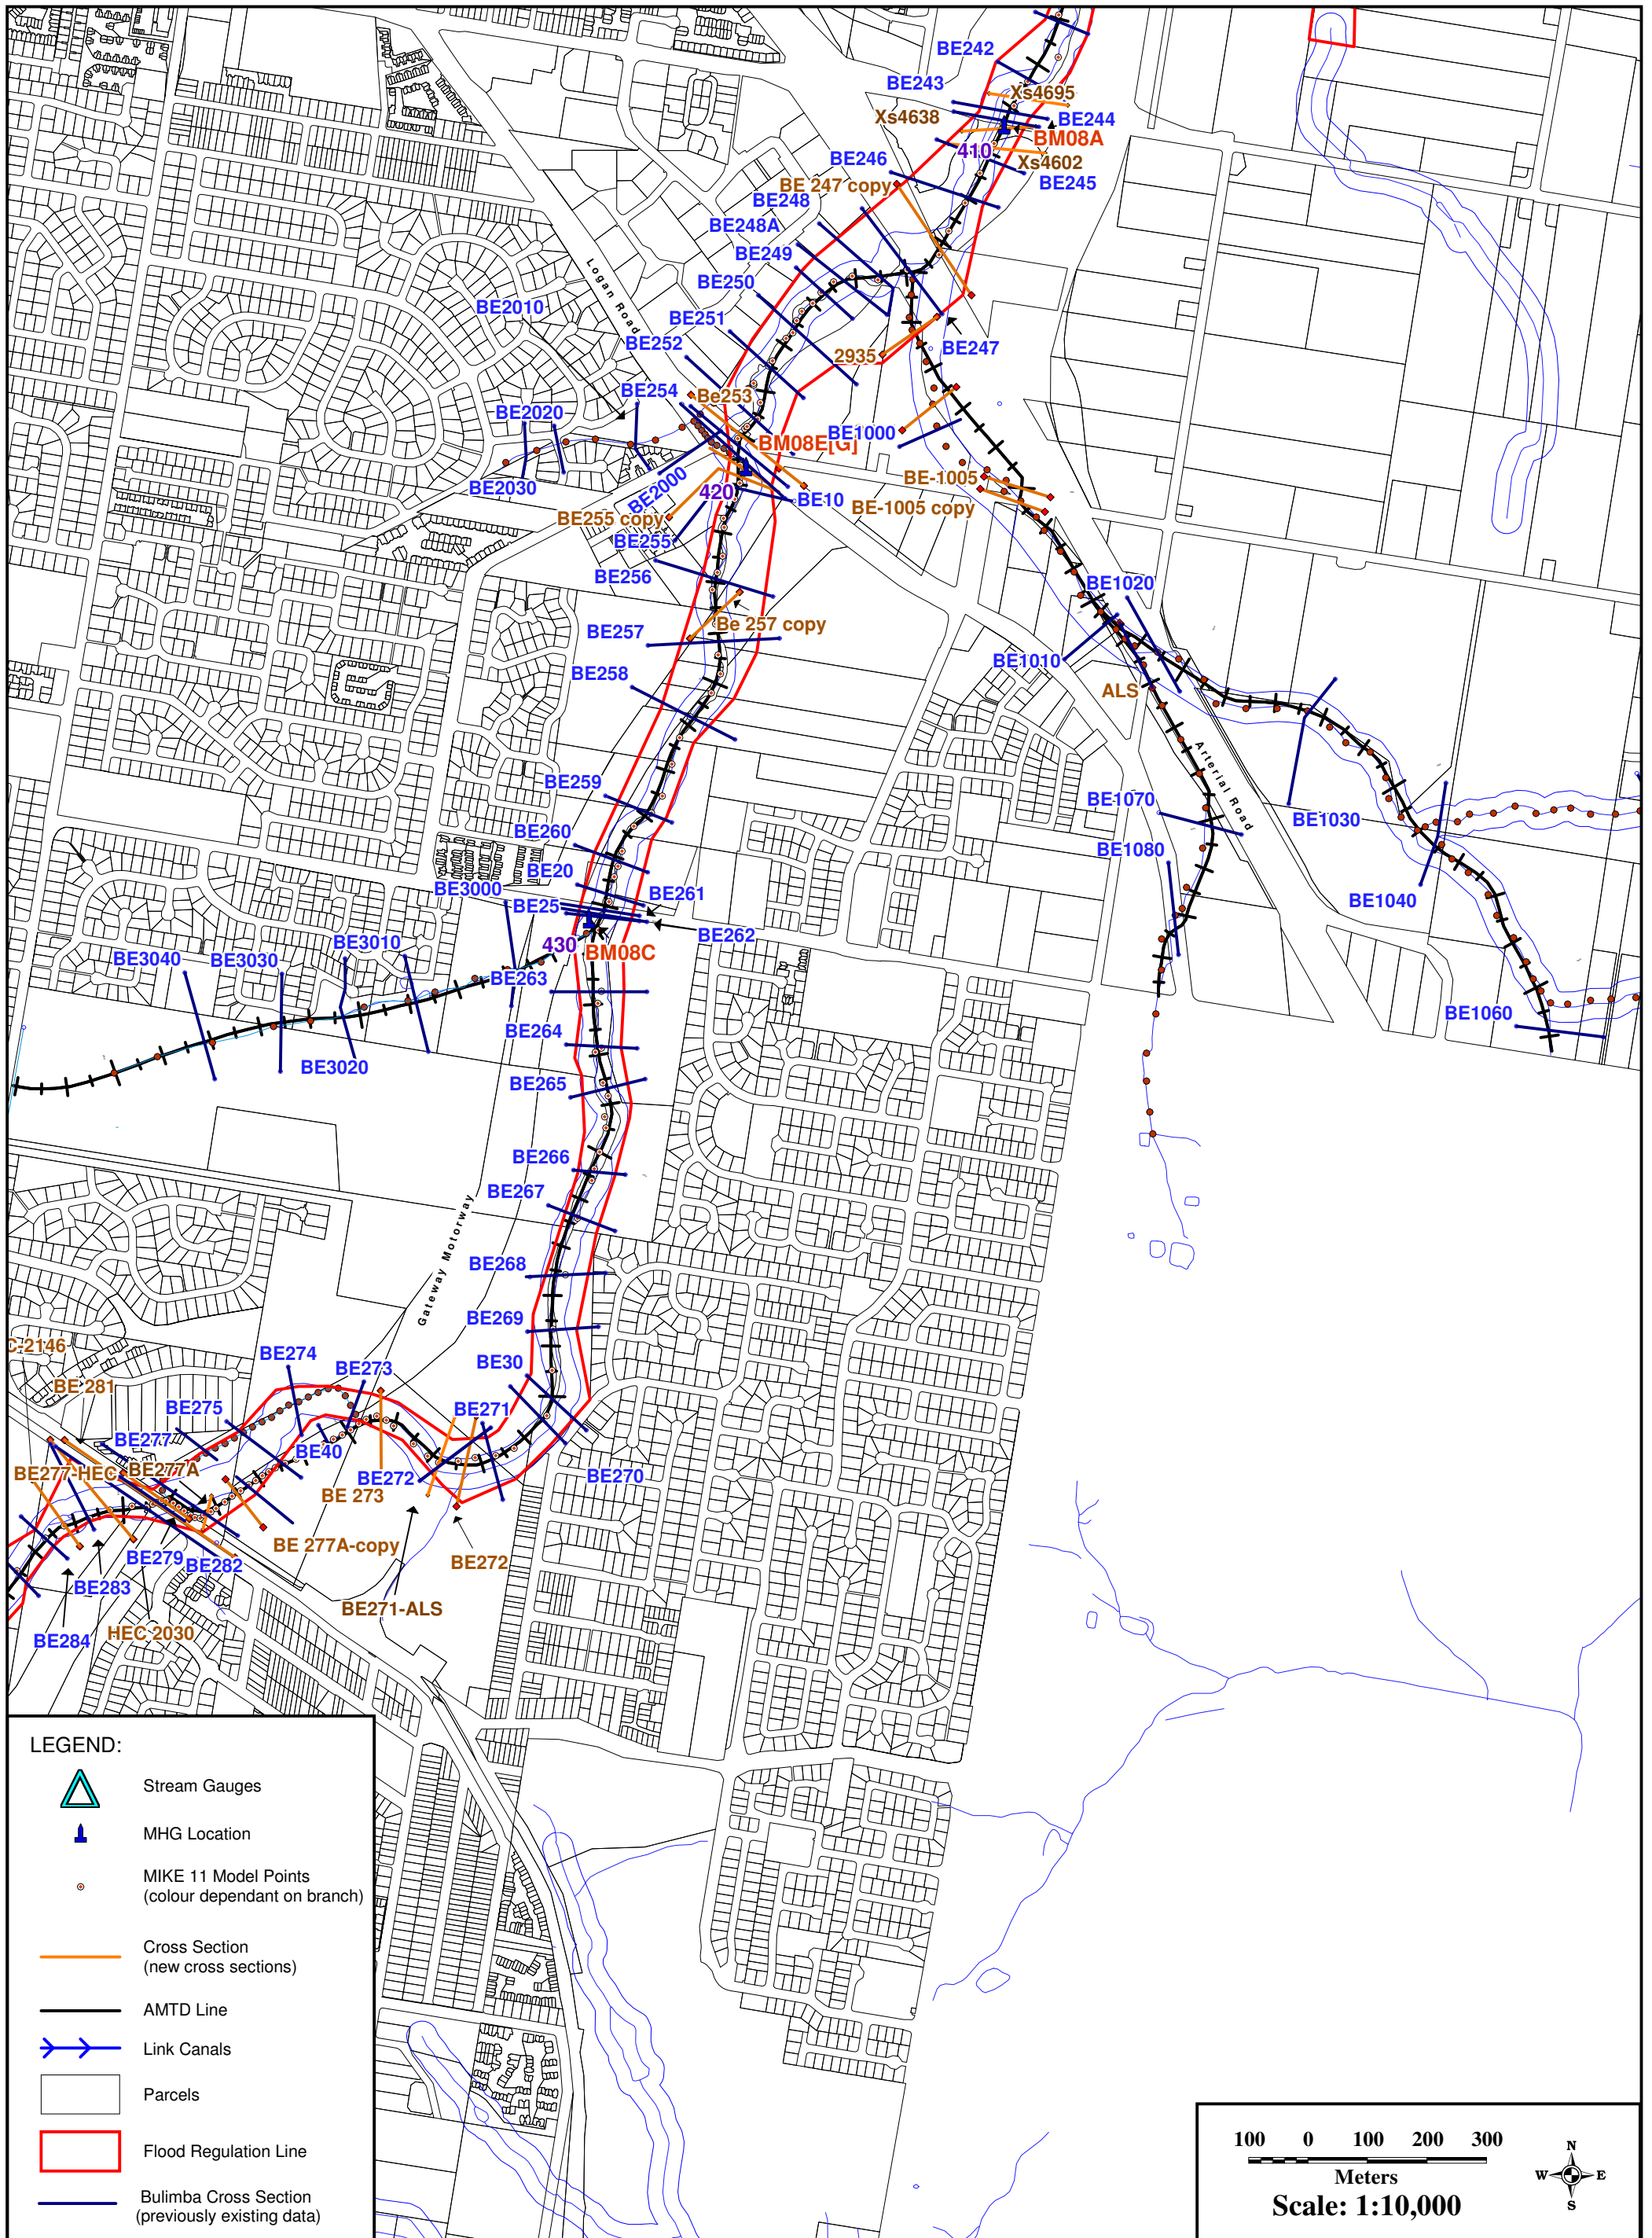 BE242
BE243
Xs4695
Xs4638
BE244
BM08A
410
Xs4602
BE246
BE245
BE 247 copy
BE248
BE248A
BE249
Logan Road
BE250
BE2010
BE251
BE252
BE247
2935
BE254
Be253
BE2020
BM08E[G]
BE1000
BE-1005
BE2030
BE2000
420
BE10
BE-1005 copy
BE255 copy
BE255
BE256
BE1020
Be 257 copy
BE257
BE1010
BE258
ALS
Arterial Road
BE259
BE1070
BE1030
BE260
BE1080
BE20
BE3000
BE261
BE25
BE1040
BE262
BE3010
430
BM08C
BE3040
BE3030
BE263
BE1060
BE264
BE3020
BE265
BE266
BE267
Gateway Motorway
BE268
BE269
C-2146
BE274
BE30
BE273
BE 281
BE275
BE271
BE277
BE40
BE277-HEC
BE277A
BE272
BE270
BE 273
BE 277A-copy
BE279
BE282
BE272
BE283
BE271-ALS
HEC 2030
BE284
LEGEND:
Stream Gauges
MHG Location
MIKE 11 Model Points
(colour dependant on branch)
Cross Section
(new cross sections)
AMTD Line
Link Canals
Parcels
Flood Regulation Line
Bulimba Cross Section
(previously existing data)
100 0 100 200 300
Meters
Scale: 1:10,000
N
W E
S